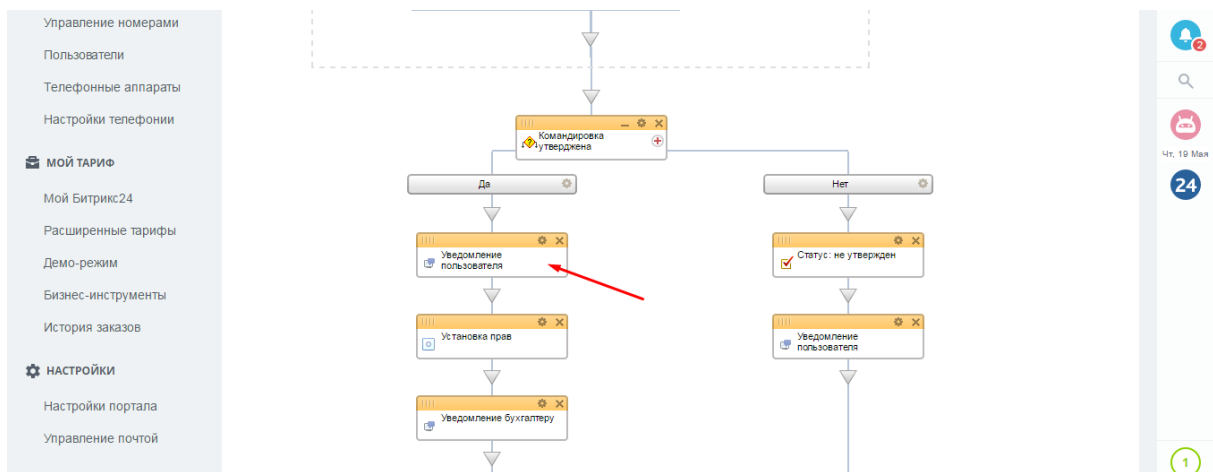 Управление номерами
Пользователи
Телефонные аппараты
Настройки телефонии
МОЙ ТАРИФ
Мой Битрикс24
Расширенные тарифы
Демо-режим
Бизнес-инструменты
История заказов
НАСТРОЙКИ
Настройки портала
Управление почтой
Командировка
утверджена
Да
Нет
Уведомление
пользователя
Статус: не утвержден
Установка прав
Уведомление
пользователя
Уведомление бухгалтеру
2
Чт, 19 Мая
24
1